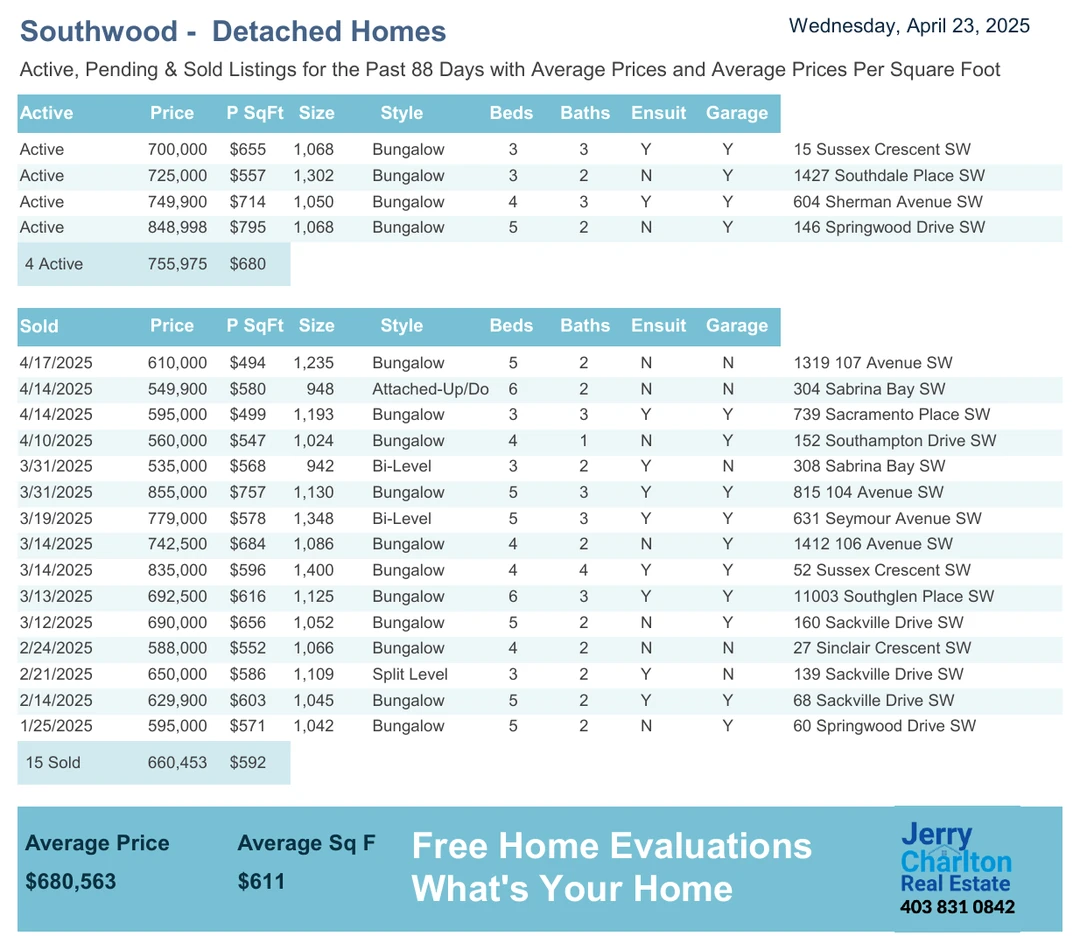 Southwood - Detached Homes
Wednesday, April 23, 2025
Active, Pending & Sold Listings for the Past 88 Days with Average Prices and Average Prices Per Square Foot
Active Price P SqFt Size Style Beds Baths Ensuit Garage
Active 700,000 $655 1,068 Bungalow 3 3 Y Y 15 Sussex Crescent SW
Active 725,000 $557 1,302 Bungalow 3 2 N Y 1427 Southdale Place SW
Active 749,900 $714 1,050 Bungalow 4 3 Y Y 604 Sherman Avenue SW
Active 848,998 $795 1,068 Bungalow 5 2 N Y 146 Springwood Drive SW
4 Active 755,975 $680
Sold Price P SqFt Size Style Beds Baths Ensuit Garage
4/17/2025 610,000 $494 1,235 Bungalow 5 2 N N 1319 107 Avenue SW
4/14/2025 549,900 $580 948 Attached-Up/Do 6 2 N N 304 Sabrina Bay SW
4/14/2025 595,000 $499 1,193 Bungalow 3 3 Y Y 739 Sacramento Place SW
4/10/2025 560,000 $547 1,024 Bungalow 4 1 N Y 152 Southampton Drive SW
3/31/2025 535,000 $568 942 Bi-Level 3 2 Y N 308 Sabrina Bay SW
3/31/2025 855,000 $757 1,130 Bungalow 5 3 Y Y 815 104 Avenue SW
3/19/2025 779,000 $578 1,348 Bi-Level 5 3 Y Y 631 Seymour Avenue SW
3/14/2025 742,500 $684 1,086 Bungalow 4 2 N Y 1412 106 Avenue SW
3/14/2025 835,000 $596 1,400 Bungalow 4 4 Y Y 52 Sussex Crescent SW
3/13/2025 692,500 $616 1,125 Bungalow 6 3 Y Y 11003 Southglen Place SW
3/12/2025 690,000 $656 1,052 Bungalow 5 2 N Y 160 Sackville Drive SW
2/24/2025 588,000 $552 1,066 Bungalow 4 2 N N 27 Sinclair Crescent SW
2/21/2025 650,000 $586 1,109 Split Level 3 2 Y N 139 Sackville Drive SW
2/14/2025 629,900 $603 1,045 Bungalow 5 2 Y Y 68 Sackville Drive SW
1/25/2025 595,000 $571 1,042 Bungalow 5 2 N Y 60 Springwood Drive SW
15 Sold 660,453 $592
Average Price Average Sq F
$680,563 $611
Free Home Evaluations
What's Your Home
Jerry
Charlton
Real Estate
403 831 0842